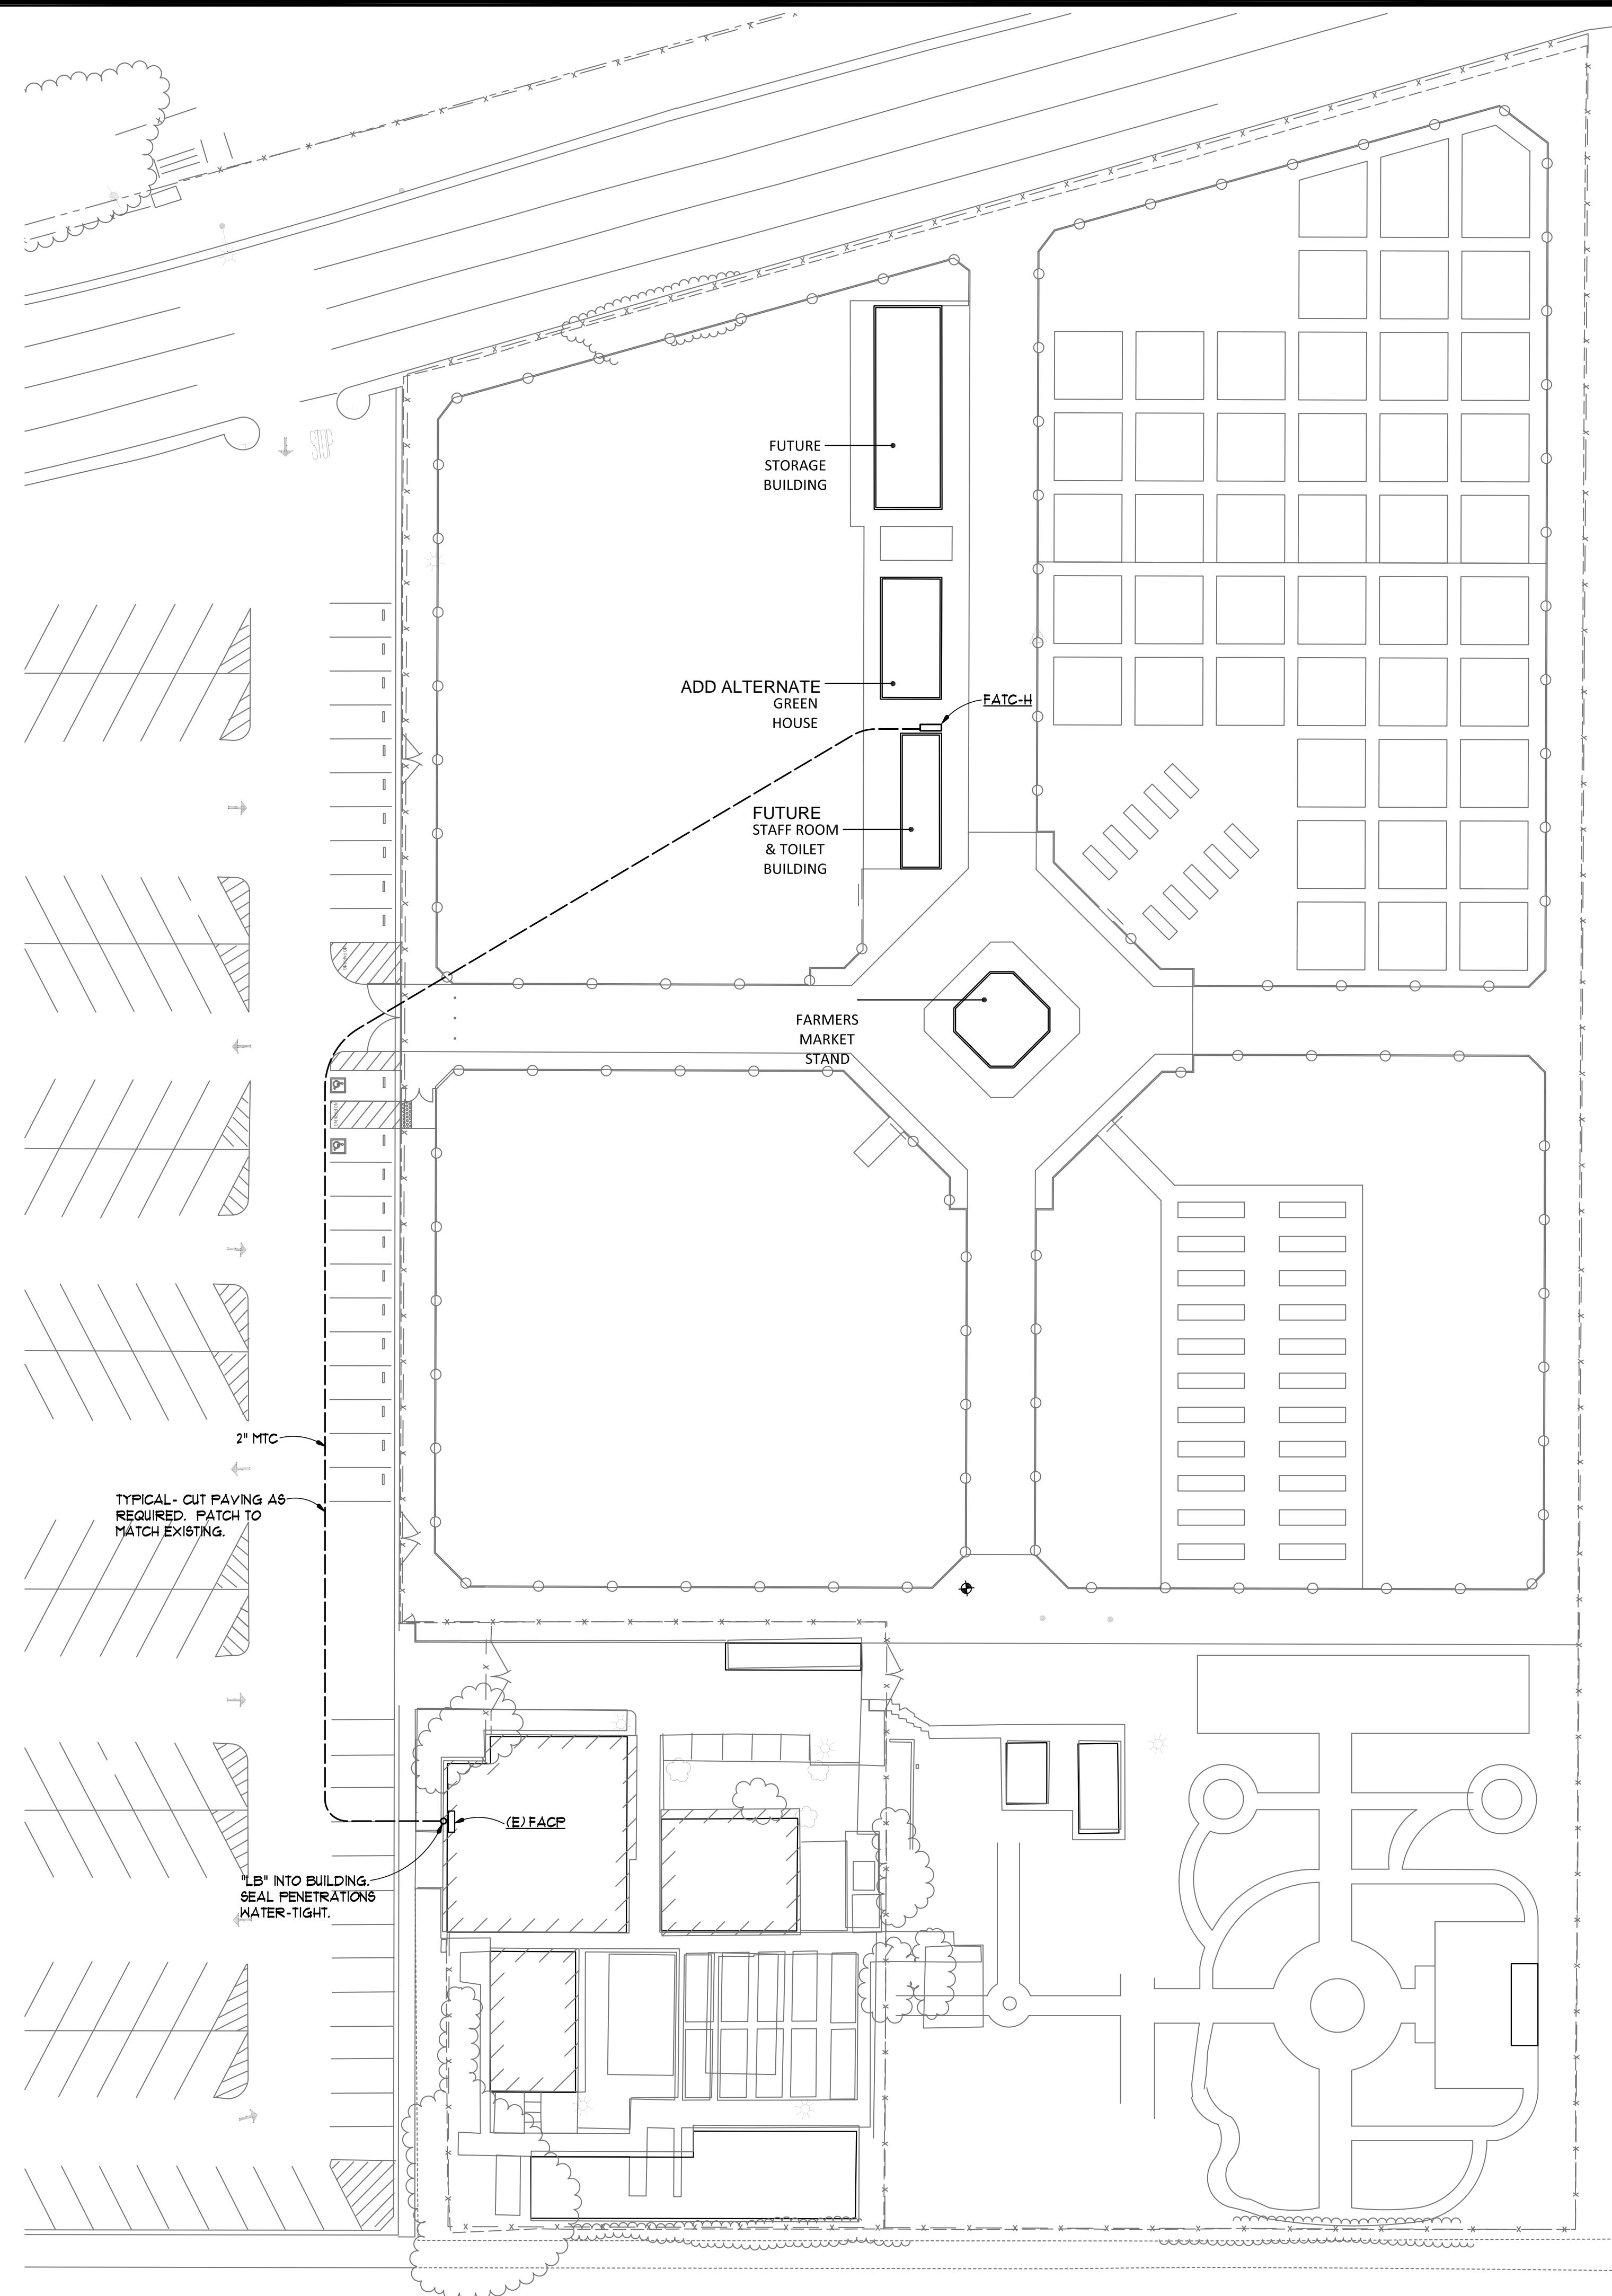 STOP
FUTURE
STORAGE
BUILDING
ADD ALTERNATE
GREEN
HOUSE
FATC-H
FUTURE
STAFF ROOM
& TOILET
BUILDING
FARMERS
MARKET
STAND
2" MTC
TYPICAL- CUT PAVING AS
REQUIRED. PATCH TO
MATCH EXISTING.
(E) FACP
"LB" INTO BUILDING.
SEAL PENETRATIONS
WATER-TIGHT.